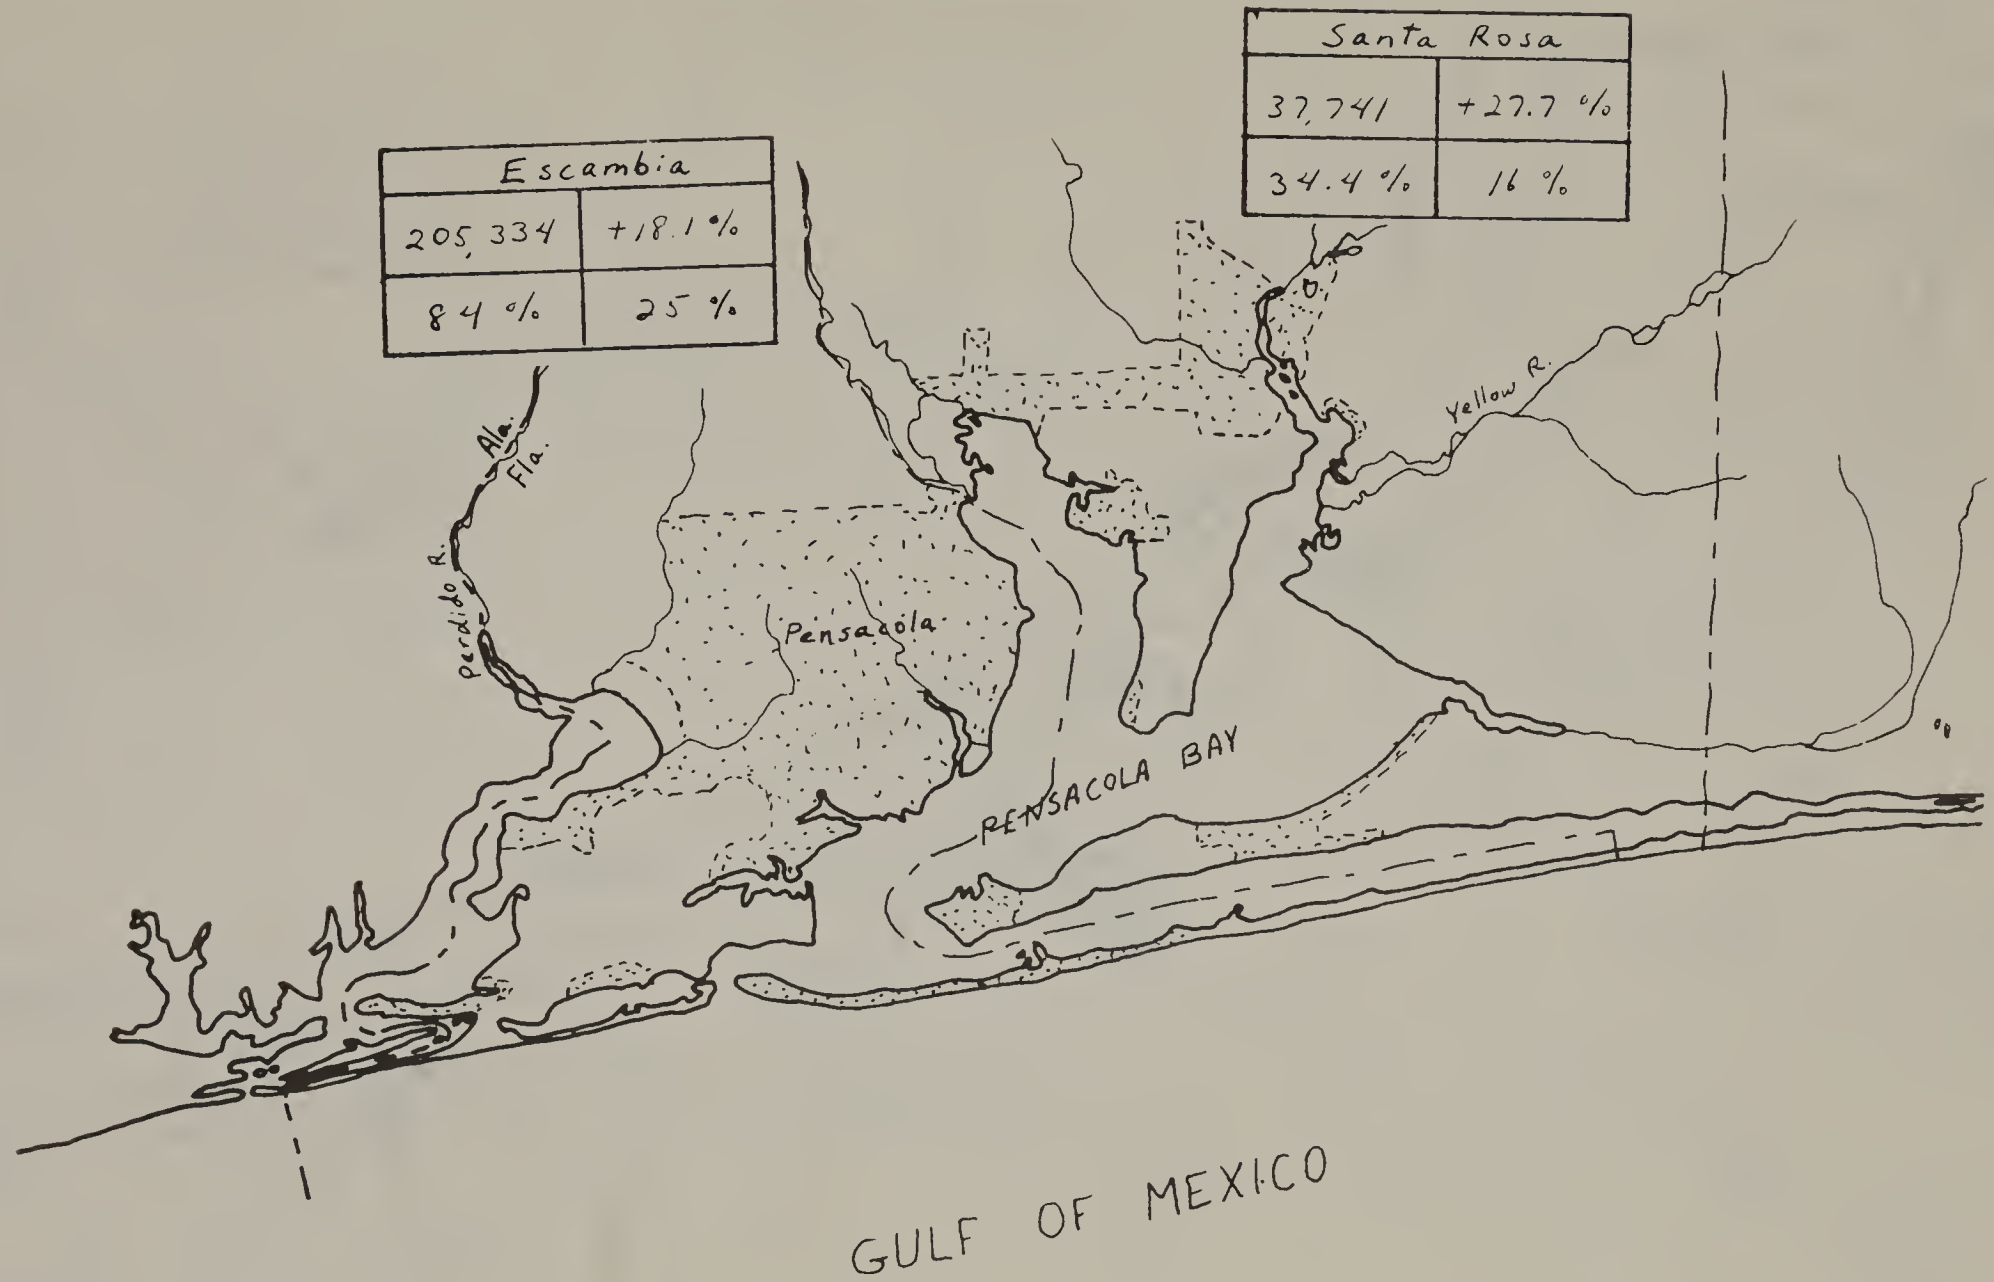 Santa Rosa
37,741 +27.7 %
34.4 % 16 %
Escambia
205,334 +18.1 %
84 % 25 %
Ala.
Fla.
Yellow R.
Perdido R.
Pensacola
PENSACOLA BAY
GULF OF MEXICO